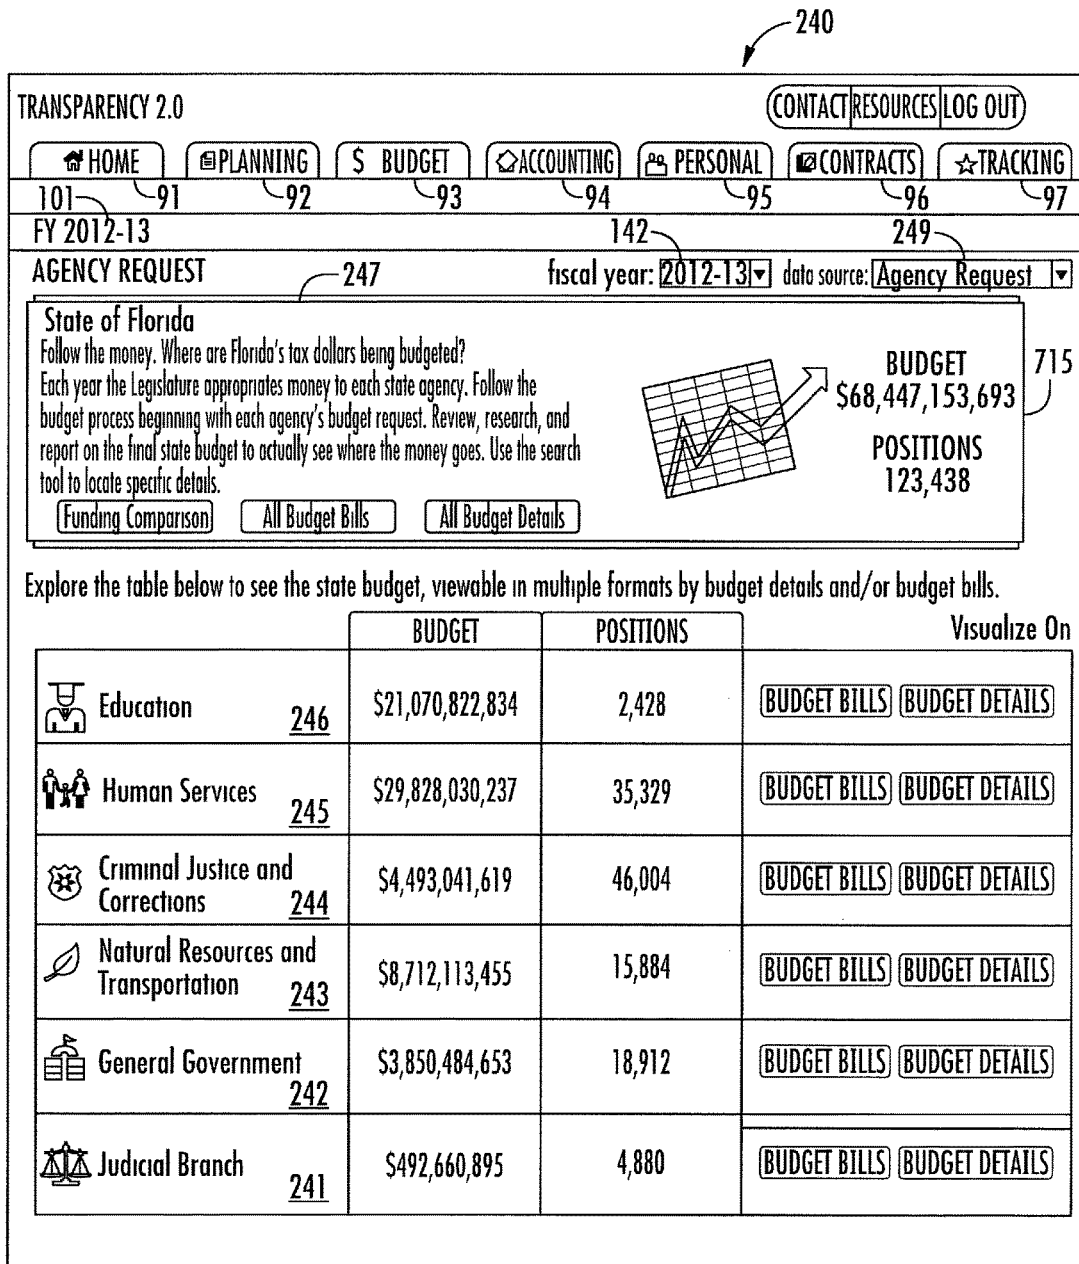 240
TRANSPARENCY 2.0
CONTACT RESOURCES LOG OUT
HOME PLANNING $ BUDGET ACCOUNTING PERSONAL CONTRACTS TRACKING
101 91 92 93 94 95 96 97
FY 2012-13 142 249
AGENCY REQUEST 247 fiscal year: 2012-13 data source: Agency Request
State of Florida
Follow the money. Where are Florida's tax dollars being budgeted?
Each year the Legislature appropriates money to each state agency. Follow the
budget process beginning with each agency's budget request. Review, research, and
report on the final state budget to actually see where the money goes. Use the search
tool to locate specific details.
Funding Comparison All Budget Bills All Budget Details
BUDGET
$68,447,153,693
POSITIONS
123,438
715
Explore the table below to see the state budget, viewable in multiple formats by budget details and/or budget bills.
BUDGET POSITIONS Visualize On
Education 246 $21,070,822,834 2,428 BUDGET BILLS BUDGET DETAILS
Human Services 245 $29,828,030,237 35,329 BUDGET BILLS BUDGET DETAILS
Criminal Justice and
Corrections 244 $4,493,041,619 46,004 BUDGET BILLS BUDGET DETAILS
Natural Resources and
Transportation 243 $8,712,113,455 15,884 BUDGET BILLS BUDGET DETAILS
General Government 242 $3,850,484,653 18,912 BUDGET BILLS BUDGET DETAILS
Judicial Branch 241 $492,660,895 4,880 BUDGET BILLS BUDGET DETAILS